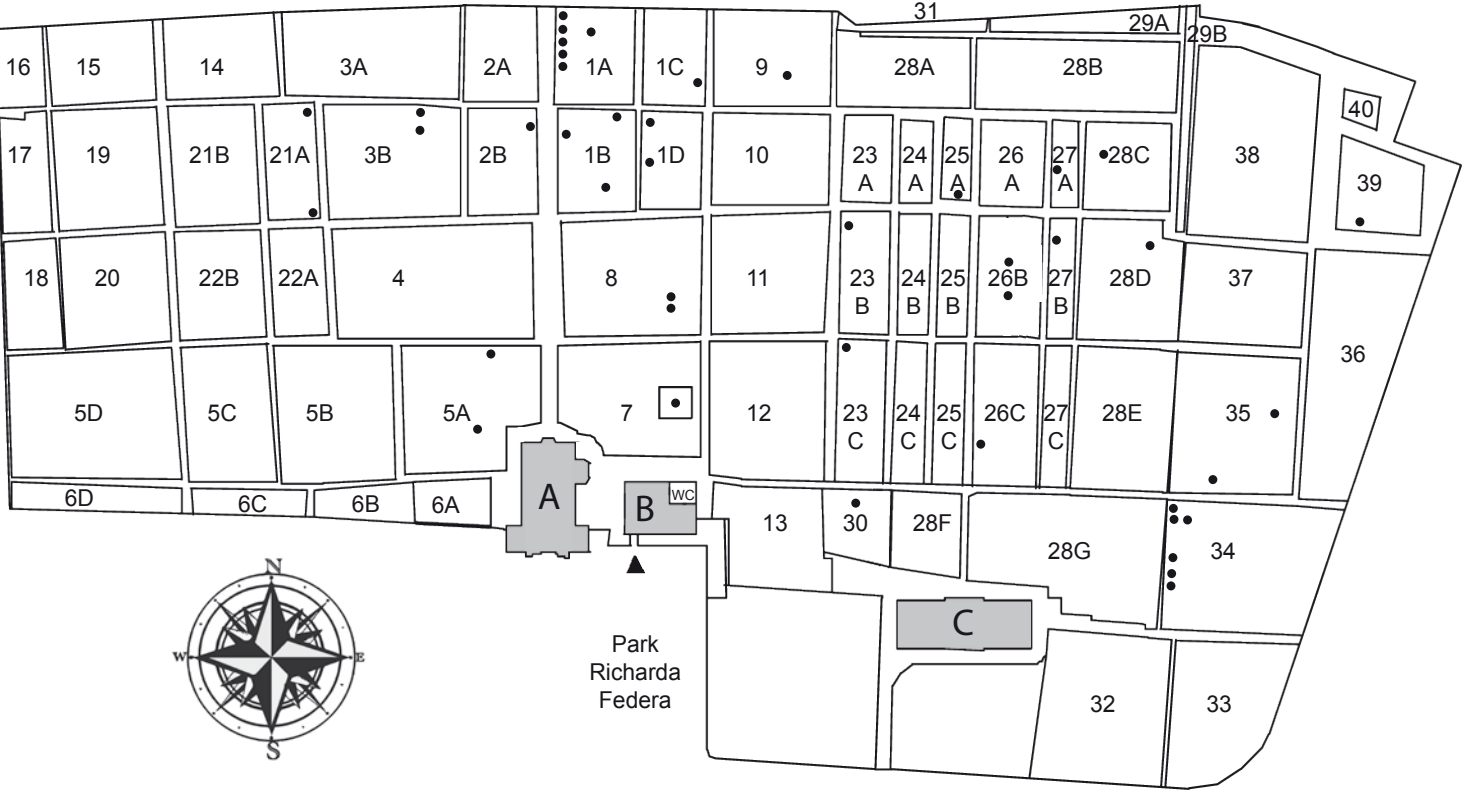 31
29A
29B
16
15
14
3A
2A
1A
1C
9
28A
28B
40
17
19
21B
21A
3B
2B
1B
1D
10
23
A
24
A
25
A
26
A
27
A
28C
38
39
18
20
22B
22A
4
8
11
23
B
24
B
25
B
26B
27
B
28D
37
36
5D
5C
5B
5A
7
12
23
C
24
C
25
C
26C
27
C
28E
35
6D
6C
6B
6A
A
B
WC
13
30
28F
28G
34
C
N
W
E
S
Park
Richarda
Federa
32
33